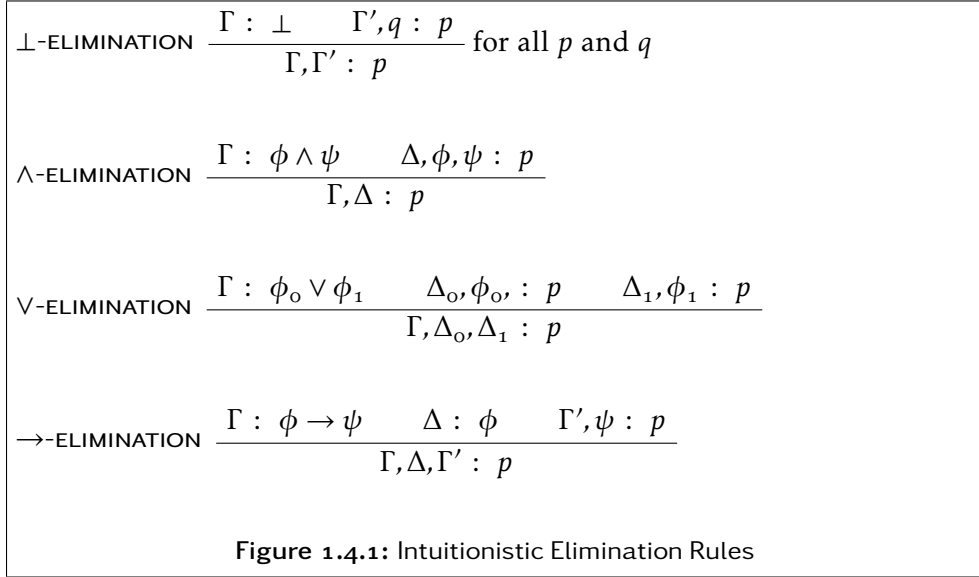 Γ : ⊥ Γ′, q : p
⊥-ELIMINATION for all p and q
Γ, Γ′ : p
Γ : ϕ ∧ ψ Δ, ϕ, ψ : p
∧-ELIMINATION
Γ, Δ : p
Γ : ϕ₀ ∨ ϕ₁ Δ₀, ϕ₀, : p Δ₁, ϕ₁ : p
∨-ELIMINATION
Γ, Δ₀, Δ₁ : p
Γ : ϕ → ψ Δ : ϕ Γ′, ψ : p
→-ELIMINATION
Γ, Δ, Γ′ : p
Figure 1.4.1: Intuitionistic Elimination Rules